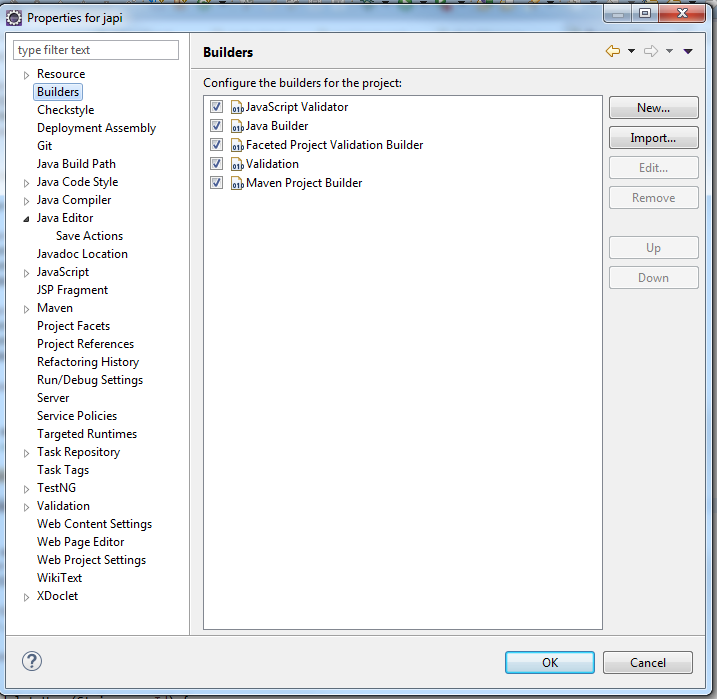 Properties for japi
type filter text
Resource
Builders
Checkstyle
Deployment Assembly
Git
Java Build Path
Java Code Style
Java Compiler
Java Editor
Save Actions
Javadoc Location
JavaScript
JSP Fragment
Maven
Project Facets
Project References
Refactoring History
Run/Debug Settings
Server
Service Policies
Targeted Runtimes
Task Repository
Task Tags
TestNG
Validation
Web Content Settings
Web Page Editor
Web Project Settings
WikiText
XDoclet
Builders
Configure the builders for the project:
JavaScript Validator
Java Builder
Faceted Project Validation Builder
Validation
Maven Project Builder
New...
Import...
Edit...
Remove
Up
Down
OK
Cancel